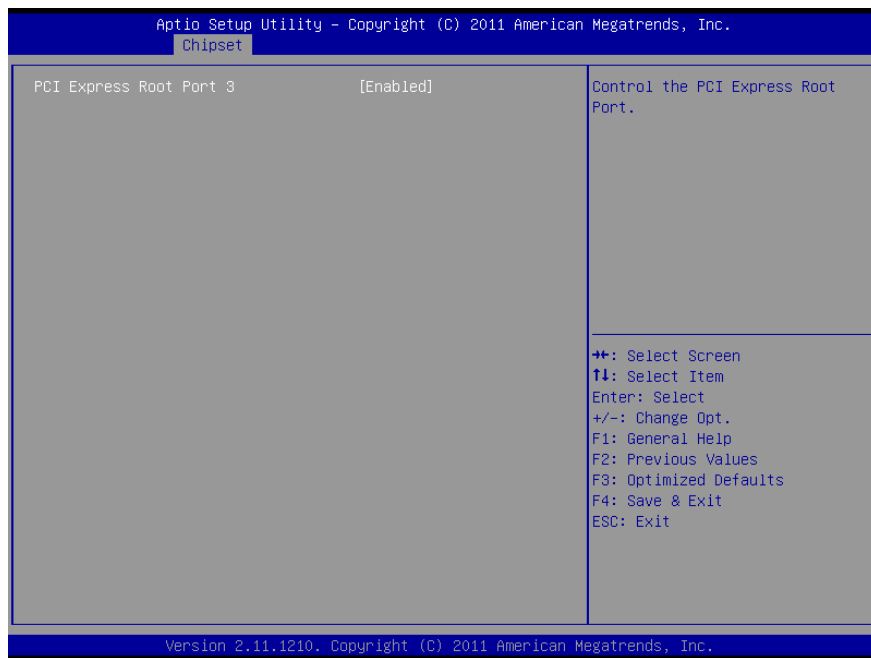 Aptio Setup Utility – Copyright (C) 2011 American Megatrends, Inc.
Chipset
PCI Express Root Port 3 [Enabled]
Control the PCI Express Root
Port.
→←: Select Screen
↑↓: Select Item
Enter: Select
+/-: Change Opt.
F1: General Help
F2: Previous Values
F3: Optimized Defaults
F4: Save & Exit
ESC: Exit
Version 2.11.1210. Copyright (C) 2011 American Megatrends, Inc.